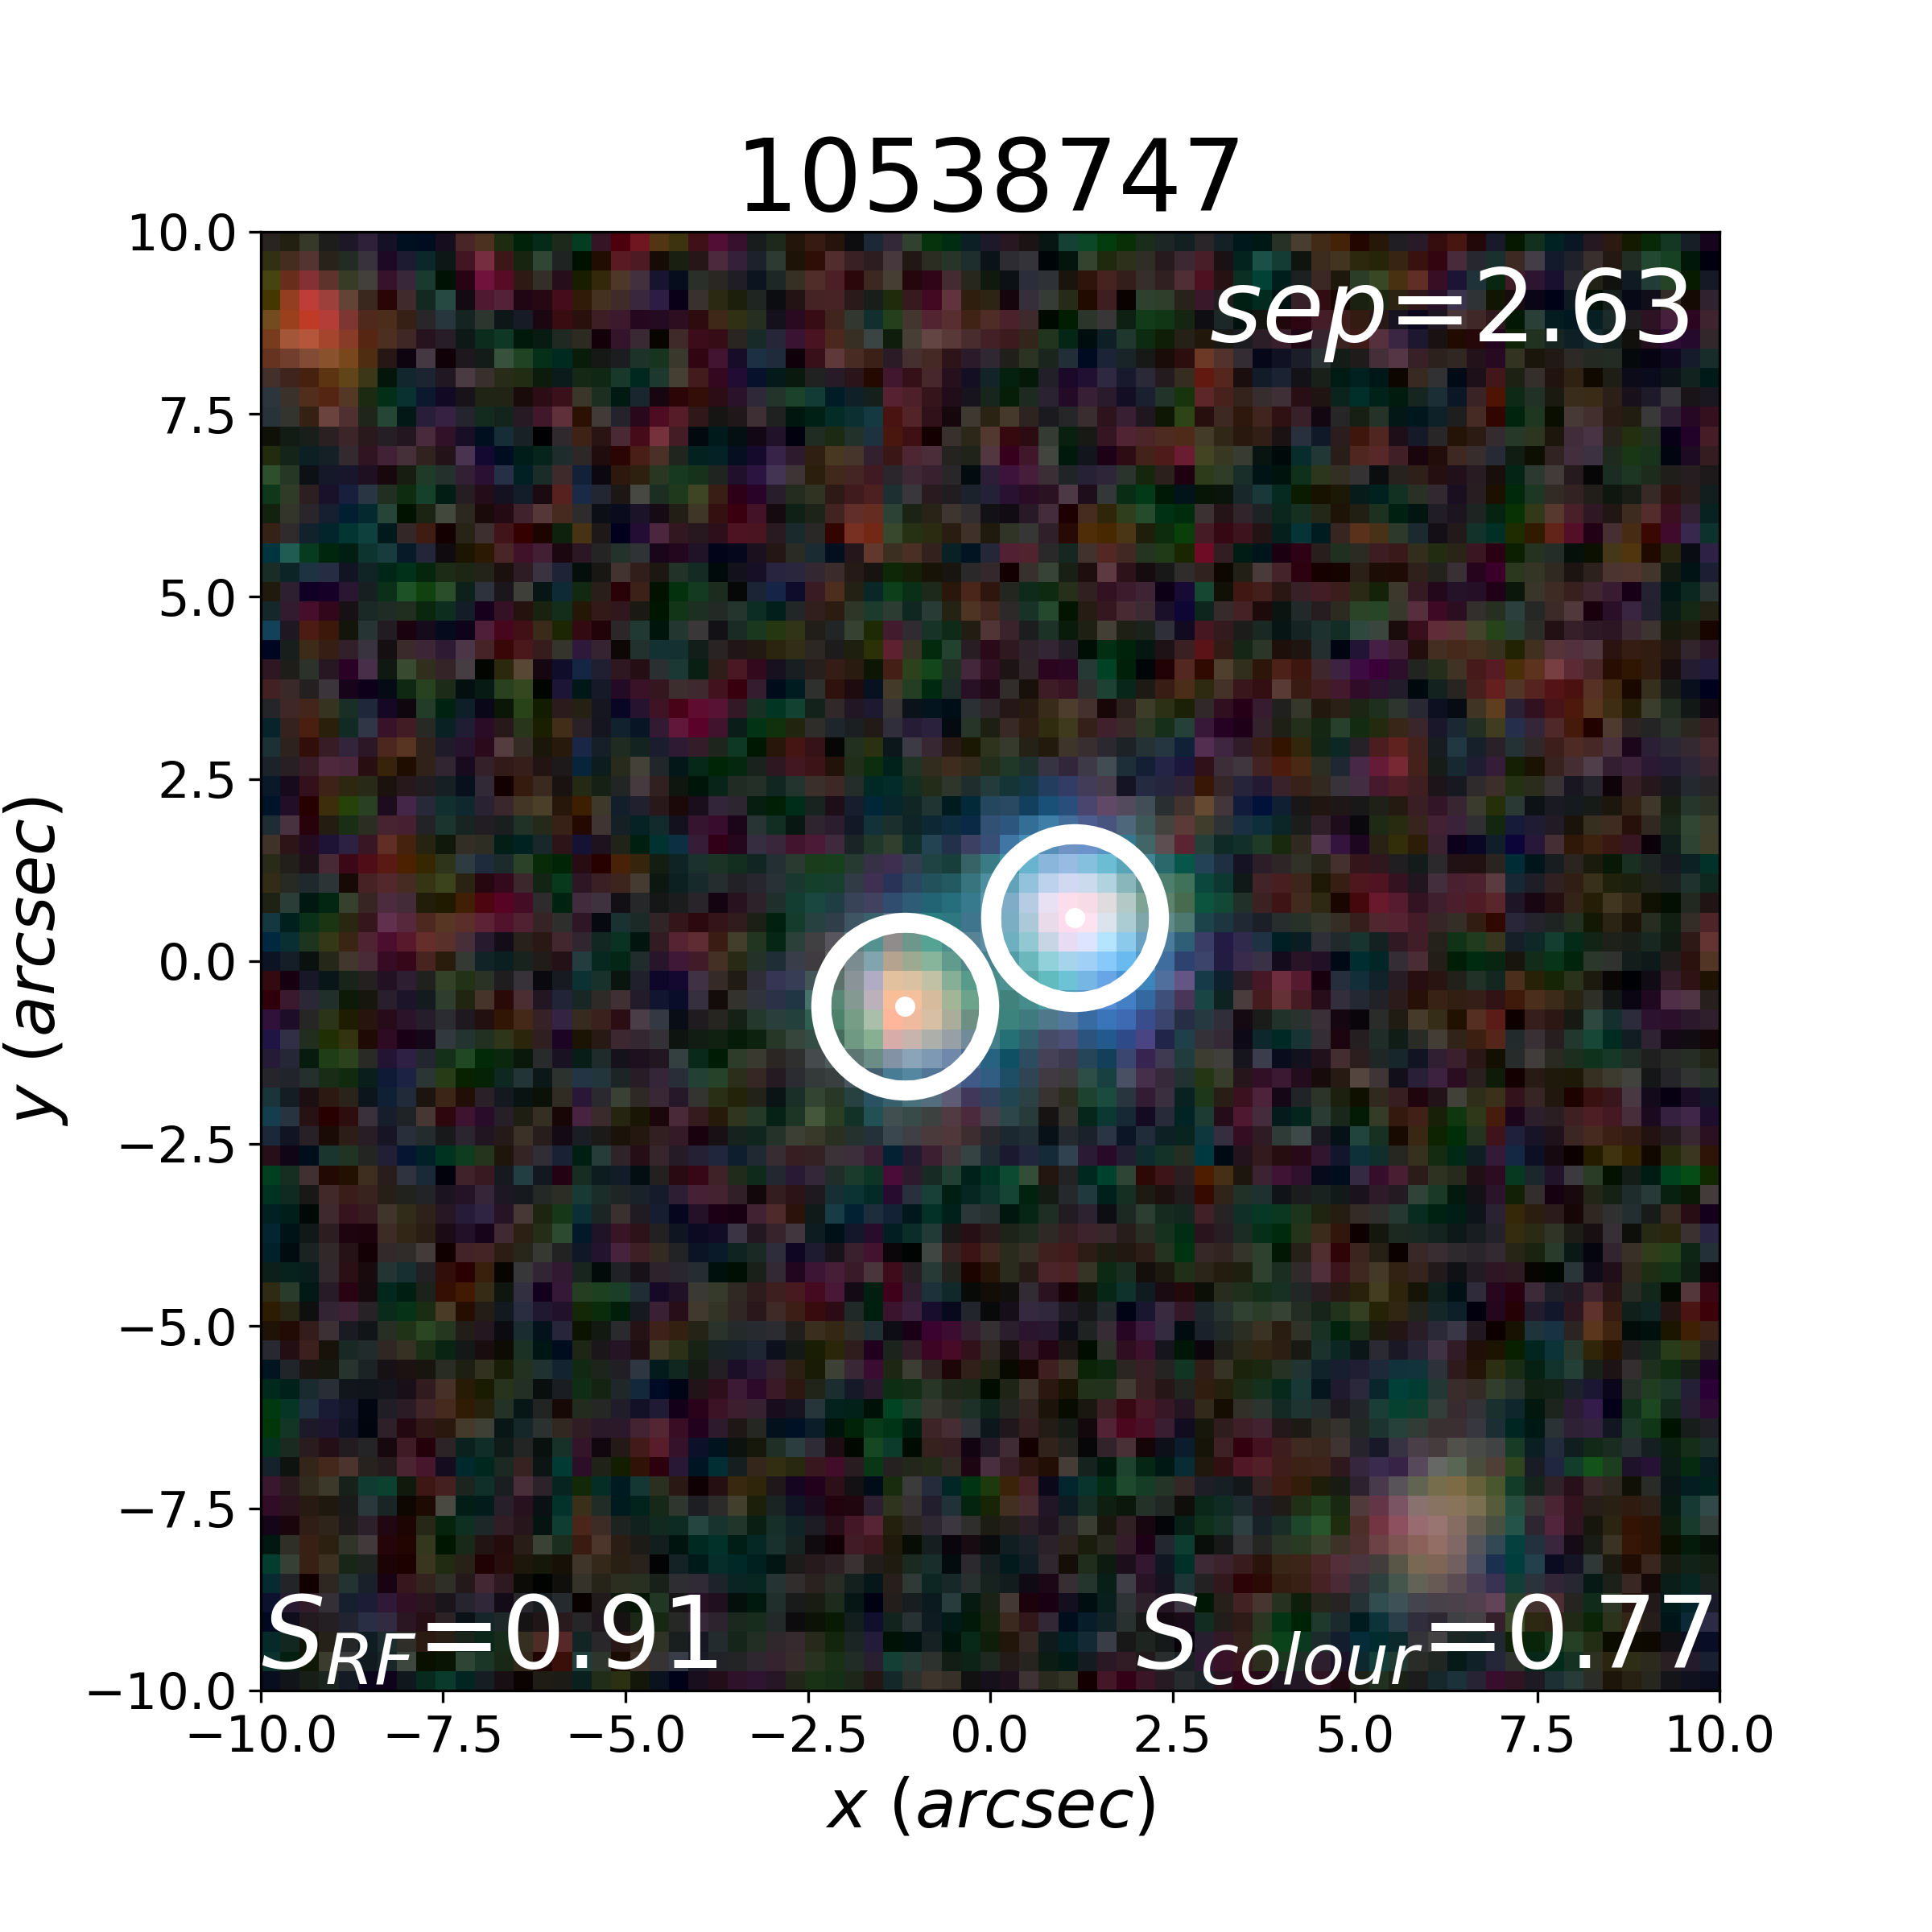 10538747
sep=2.63
10.0
7.5
5.0
2.5
0.0
−2.5
−5.0
−7.5
−10.0
y (arcsec)
S_RF=0.91
S_colour=0.77
−10.0 −7.5 −5.0 −2.5 0.0 2.5 5.0 7.5 10.0
x (arcsec)